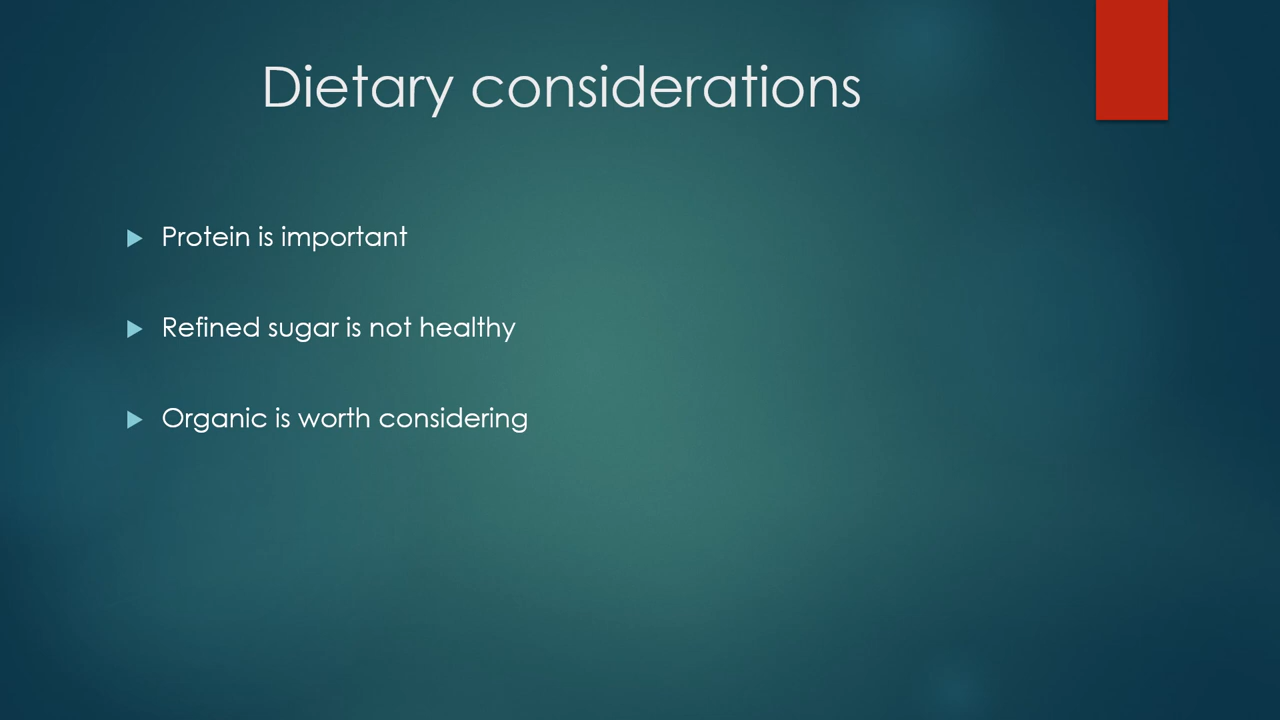 Dietary considerations
Protein is important
Refined sugar is not healthy
Organic is worth considering